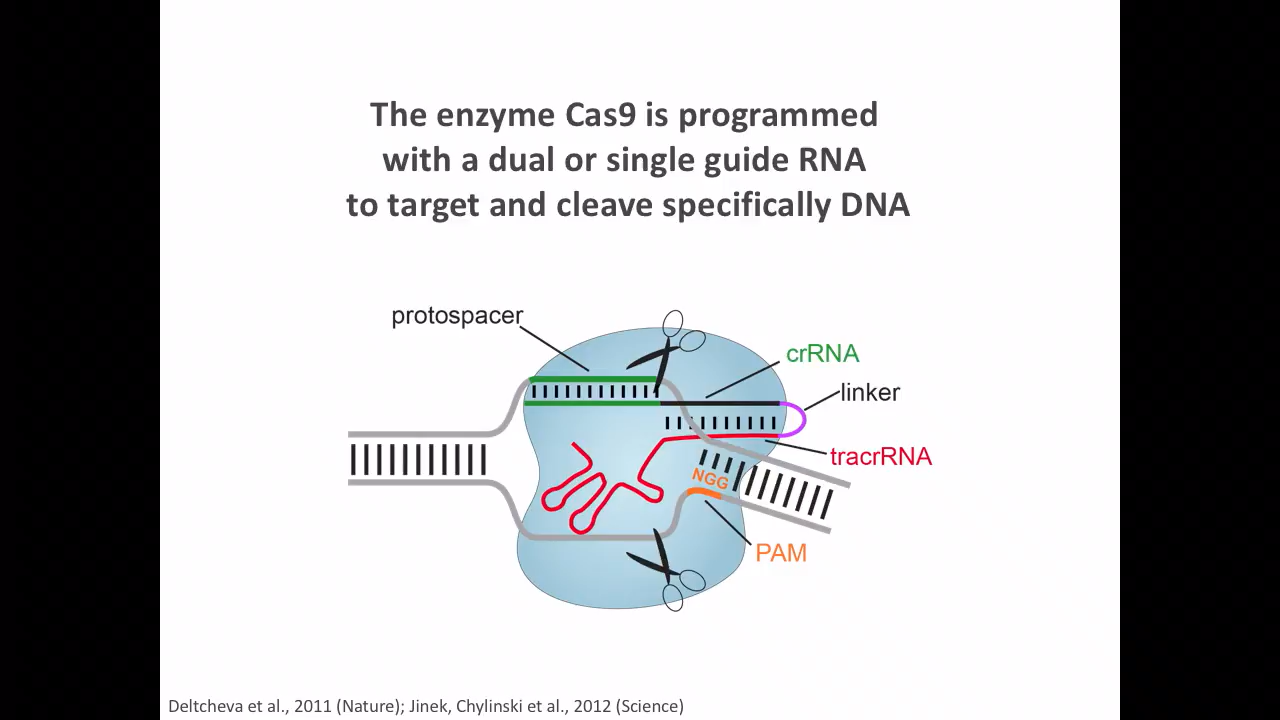 The enzyme Cas9 is programmed
with a dual or single guide RNA
to target and cleave specifically DNA
protospacer
crRNA
linker
tracrRNA
NGG
PAM
Deltcheva et al., 2011 (Nature); Jinek, Chylinski et al., 2012 (Science)